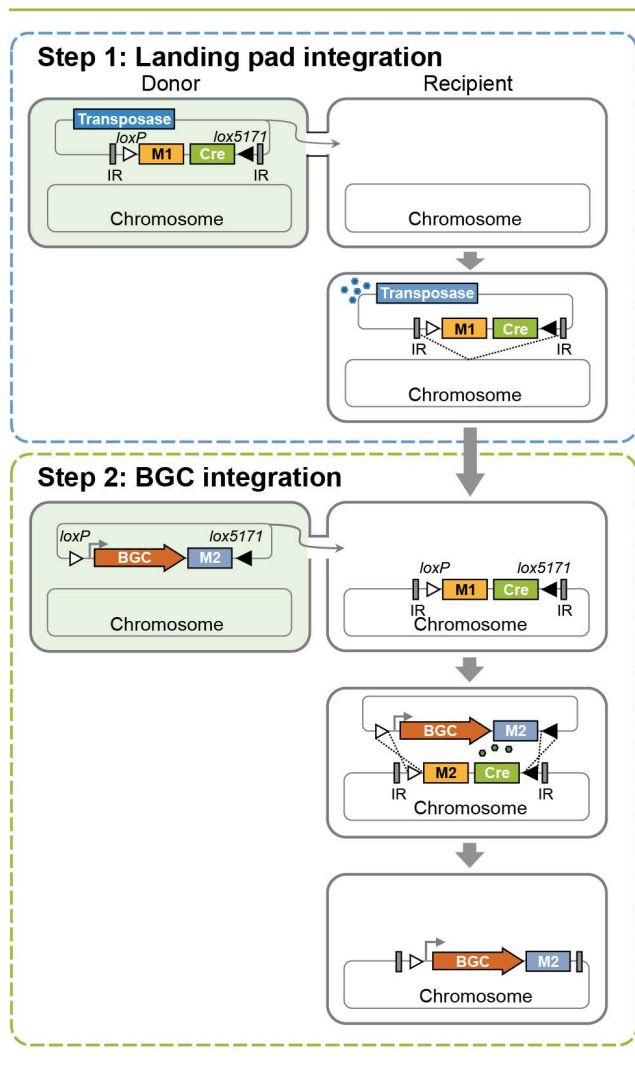 Step 1: Landing pad integration
Donor
Recipient
Transposase
loxP
lox5171
M1
Cre
IR
IR
Chromosome
Chromosome
Transposase
M1
Cre
IR
IR
Chromosome
Step 2: BGC integration
loxP
lox5171
BGC
M2
Chromosome
loxP
lox5171
M1
Cre
IR
IR
Chromosome
BGC
M2
M2
Cre
IR
IR
Chromosome
BGC
M2
Chromosome